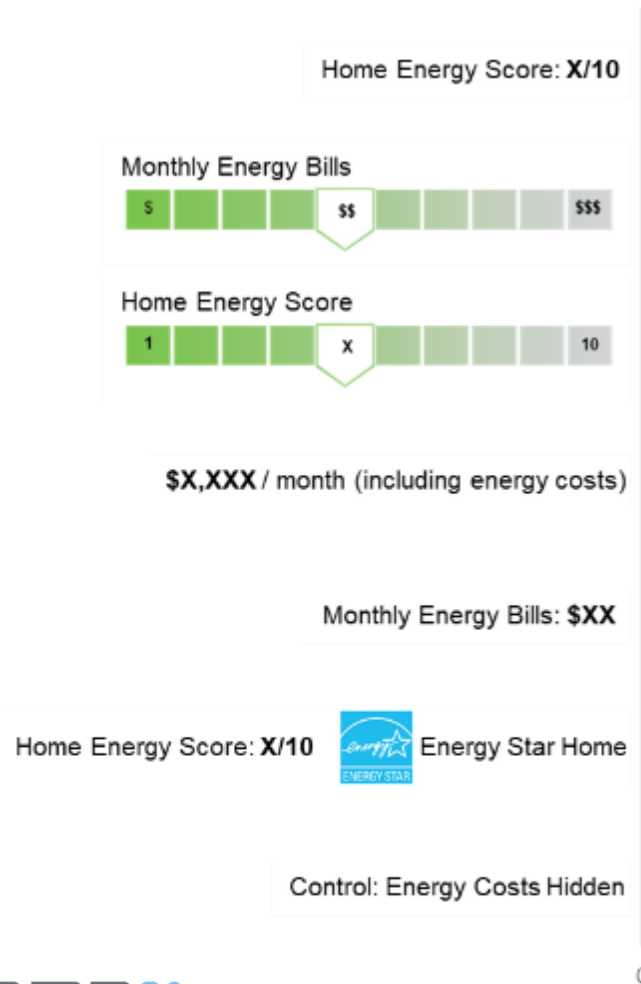 Home Energy Score: X/10
Monthly Energy Bills
$ $$ $$$
Home Energy Score
1 X 10
$X,XXX / month (including energy costs)
Monthly Energy Bills: $XX
Home Energy Score: X/10 energy ENERGY STAR Energy Star Home
Control: Energy Costs Hidden